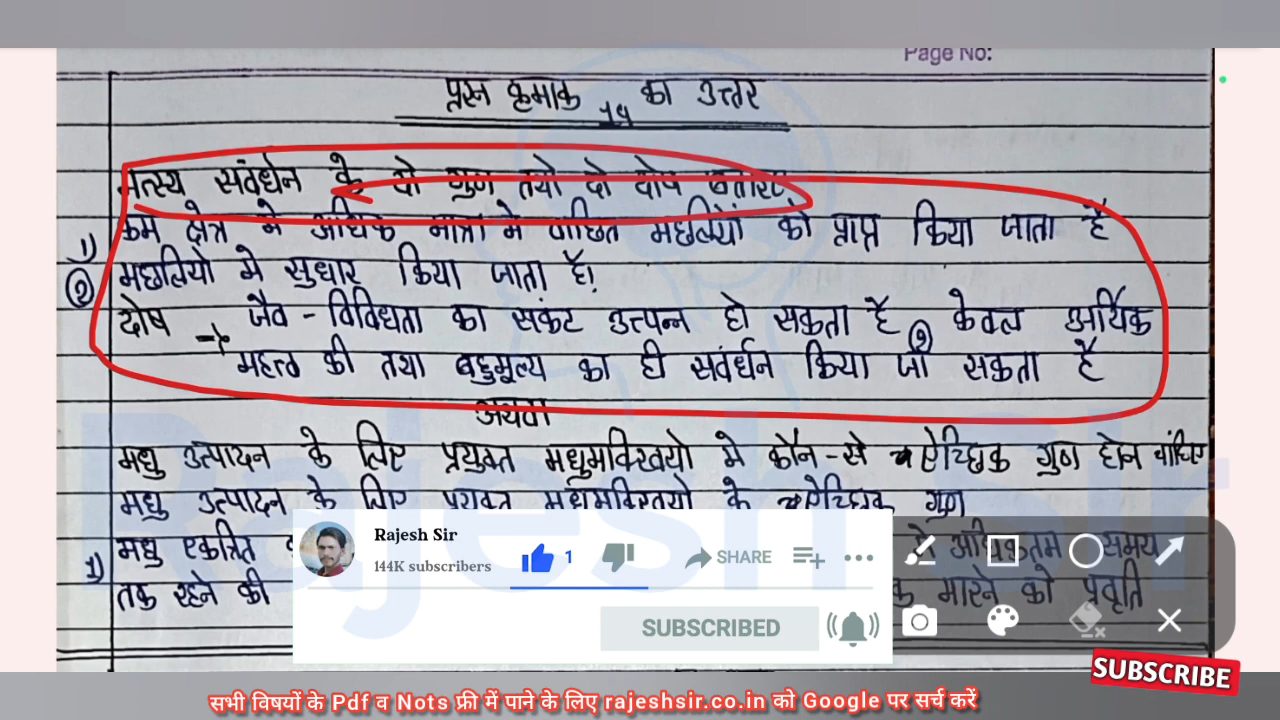 Page No:
प्रश्न क्रमांक 19 का उत्तर
मत्स्य संवर्धन के दो गुण तथा दो दोष बताइए
1) कम क्षेत्र मे अधिक मात्रा मे वांछित मछलियों को प्राप्त किया जाता है
② मछलियो मे सुधार किया जाता है!
दोष → जैव - विविधता का संकट उत्पन्न हो सकता है ② केवल आर्थिक
महत्व की तथा बहुमूल्य का ही संवर्धन किया जा सकता है
अथवा
मधु उत्पादन के लिए प्रयुक्त मधुमक्खियो मे कौन-से ऐच्छिक गुण होने चाहिए
मधु उत्पादन के लिए प्रयुक्त मधुमक्खियो के ऐच्छिक गुण
1) मधु एकत्रित अधिकतम समय
तक रहने की मारने की प्रवृति
Rajesh Sir
Rajesh Sir
144K subscribers
1
SHARE
SUBSCRIBED
SUBSCRIBE
सभी विषयों के Pdf व Nots फ्री में पाने के लिए rajeshsir.co.in को Google पर सर्च करें